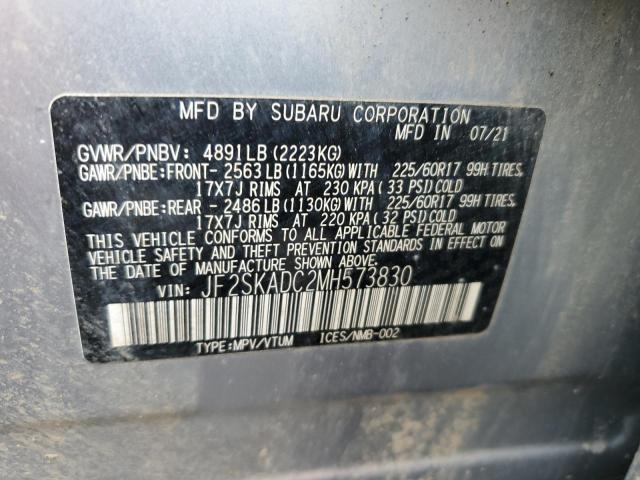 MFD BY SUBARU CORPORATION
MFD IN 07/21
GVWR/PNBV: 4891LB(2223KG)
GAWR/PNBE:FRONT- 2563LB(1165KG)WITH 225/60R17 99H TIRES,
17X7J RIMS AT 230 KPA(33 PSI)COLD
GAWR/PNBE:REAR - 2486LB(1130KG)WITH 225/60R17 99H TIRES,
17X7J RIMS AT 220 KPA(32 PSI)COLD
THIS VEHICLE CONFORMS TO ALL APPLICABLE FEDERAL MOTOR
VEHICLE SAFETY AND THEFT PREVENTION STANDARDS IN EFFECT ON
THE DATE OF MANUFACTURE SHOWN ABOVE.
VIN: JF2SKADC2MH573830
TYPE:MPV/VTUM ICES/NMB-002